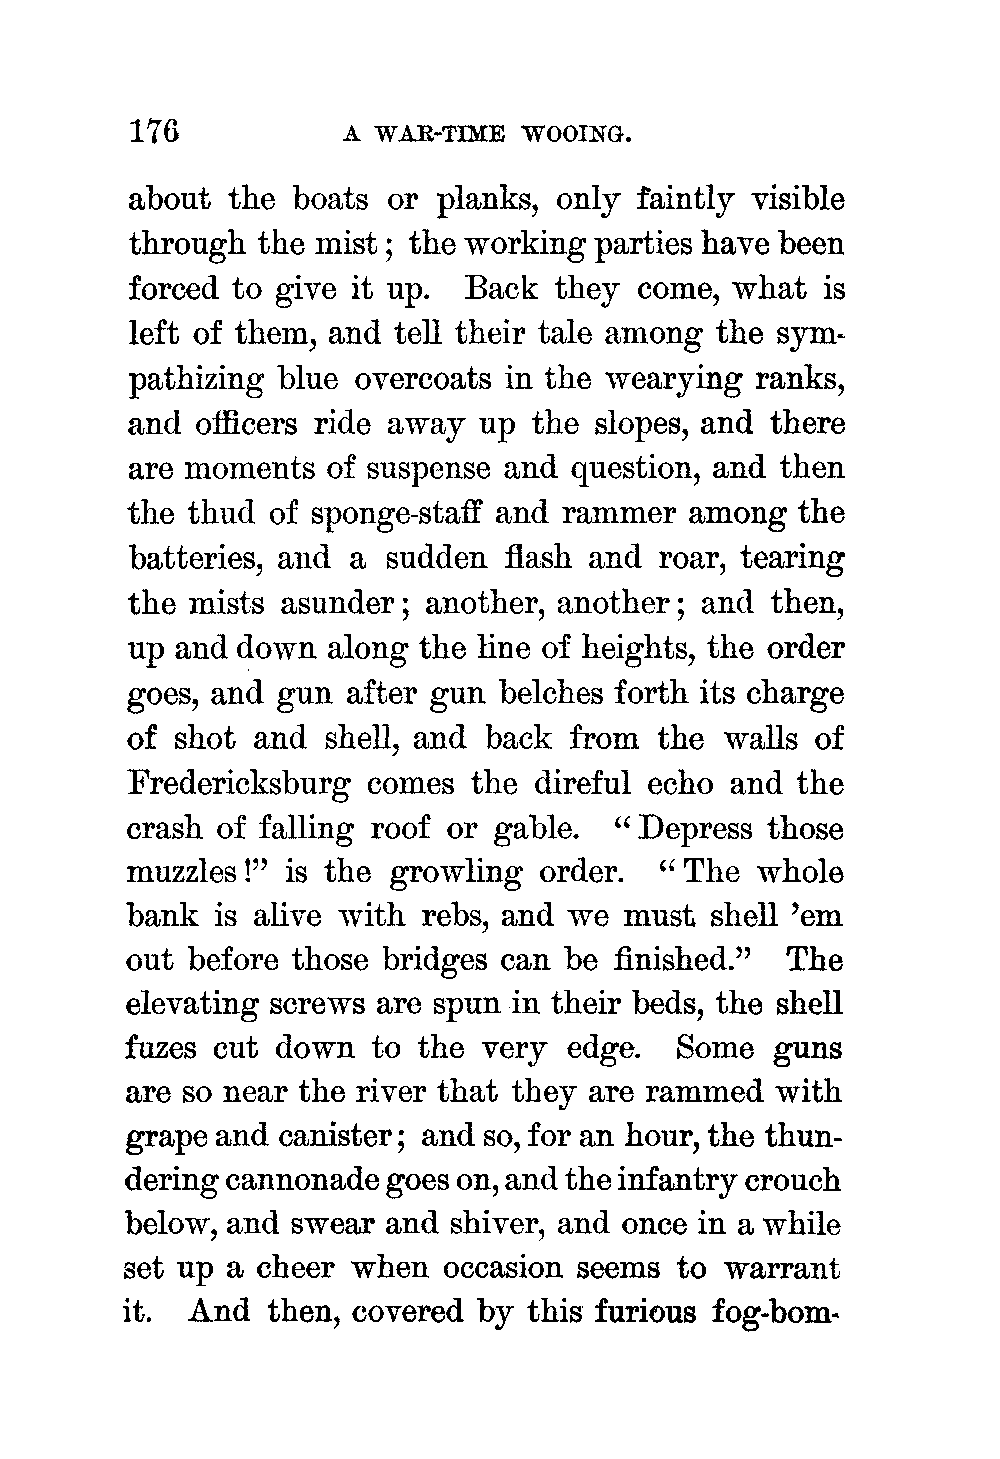 176 A WAR-TIME WOOING.
about the boats or planks, only faintly visible
through the mist; the working parties have been
forced to give it up. Back they come, what is
left of them, and tell their tale among the sym-
pathizing blue overcoats in the wearying ranks,
and officers ride away up the slopes, and there
are moments of suspense and question, and then
the thud of sponge-staff and rammer among the
batteries, and a sudden flash and roar, tearing
the mists asunder; another, another; and then,
up and down along the line of heights, the order
goes, and gun after gun belches forth its charge
of shot and shell, and back from the walls of
Fredericksburg comes the direful echo and the
crash of falling roof or gable. “Depress those
muzzles!” is the growling order. “The whole
bank is alive with rebs, and we must shell ’em
out before those bridges can be finished.” The
elevating screws are spun in their beds, the shell
fuzes cut down to the very edge. Some guns
are so near the river that they are rammed with
grape and canister; and so, for an hour, the thun-
dering cannonade goes on, and the infantry crouch
below, and swear and shiver, and once in a while
set up a cheer when occasion seems to warrant
it. And then, covered by this furious fog-bom-